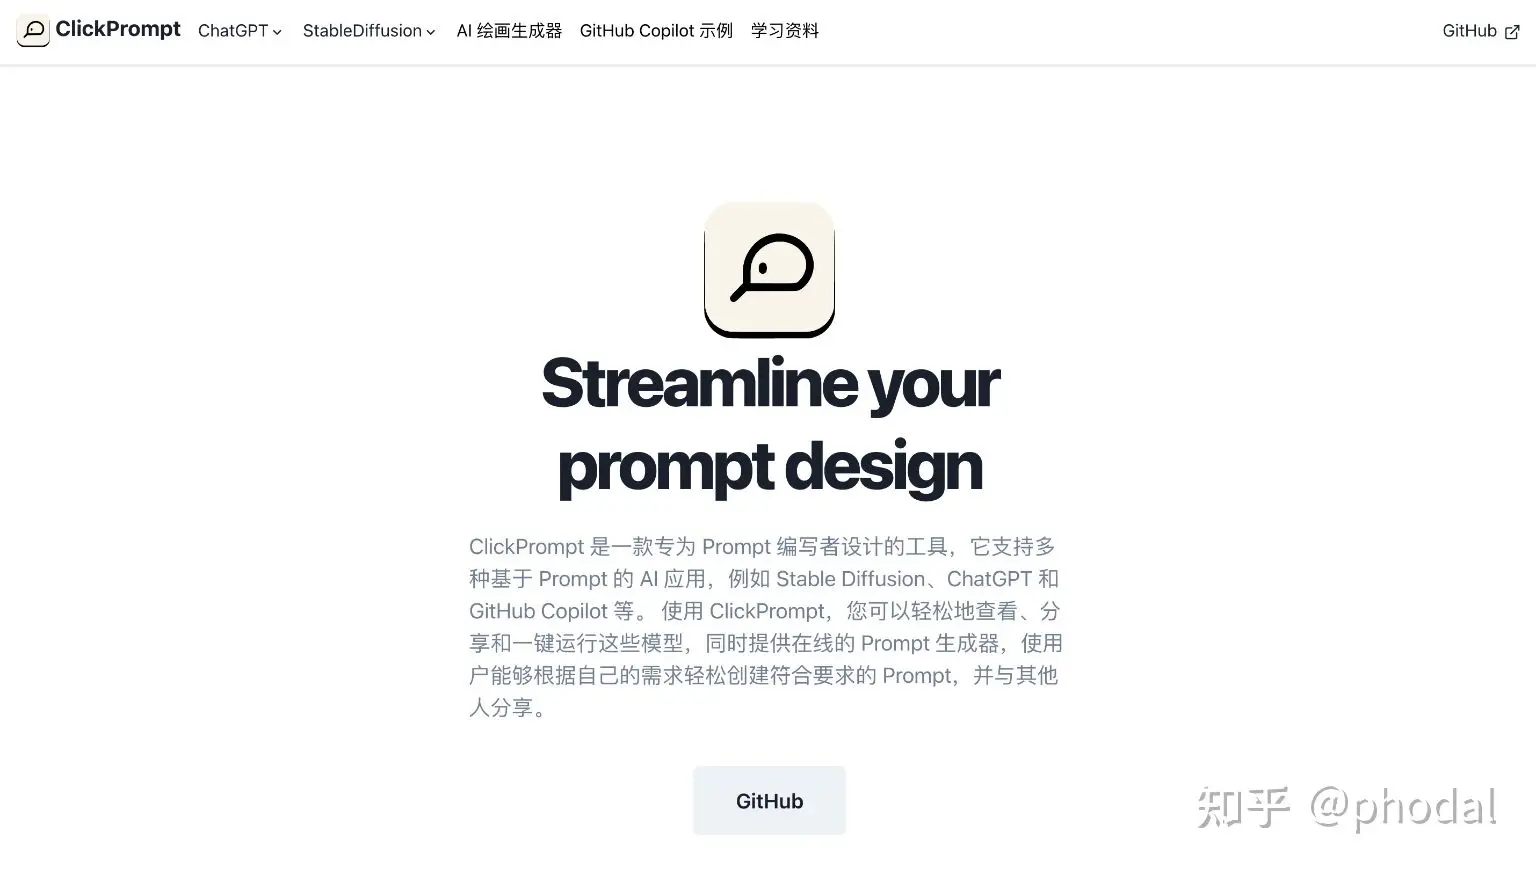 ClickPrompt ChatGPT StableDiffusion AI 绘画生成器 GitHub Copilot 示例 学习资料 GitHub
Streamline your
prompt design
ClickPrompt 是一款专为 Prompt 编写者设计的工具，它支持多
种基于 Prompt 的 AI 应用，例如 Stable Diffusion、ChatGPT 和
GitHub Copilot 等。 使用 ClickPrompt，您可以轻松地查看、分
享和一键运行这些模型，同时提供在线的 Prompt 生成器，使用
户能够根据自己的需求轻松创建符合要求的 Prompt，并与其他
人分享。
GitHub
知乎 @phodal